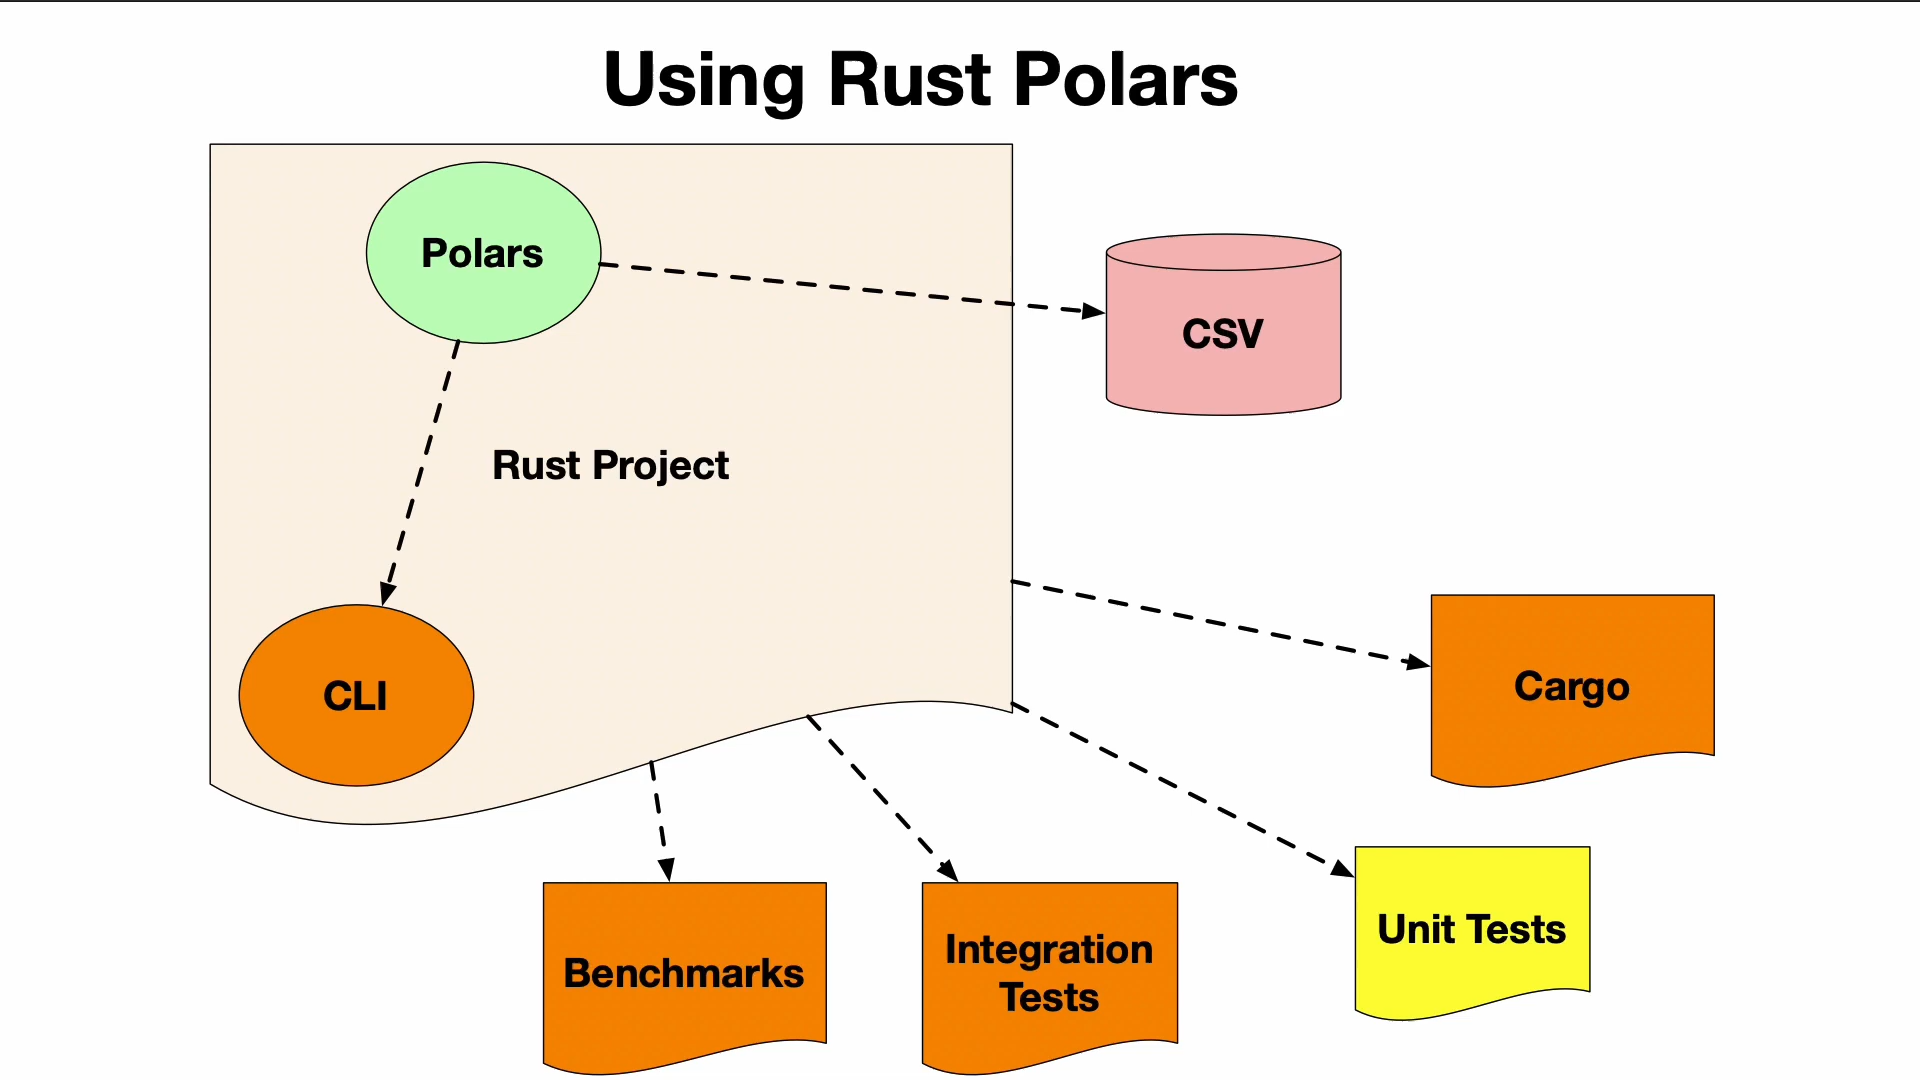 Using Rust Polars
Polars
CSV
Rust Project
CLI
Cargo
Unit Tests
Benchmarks
Integration
Tests